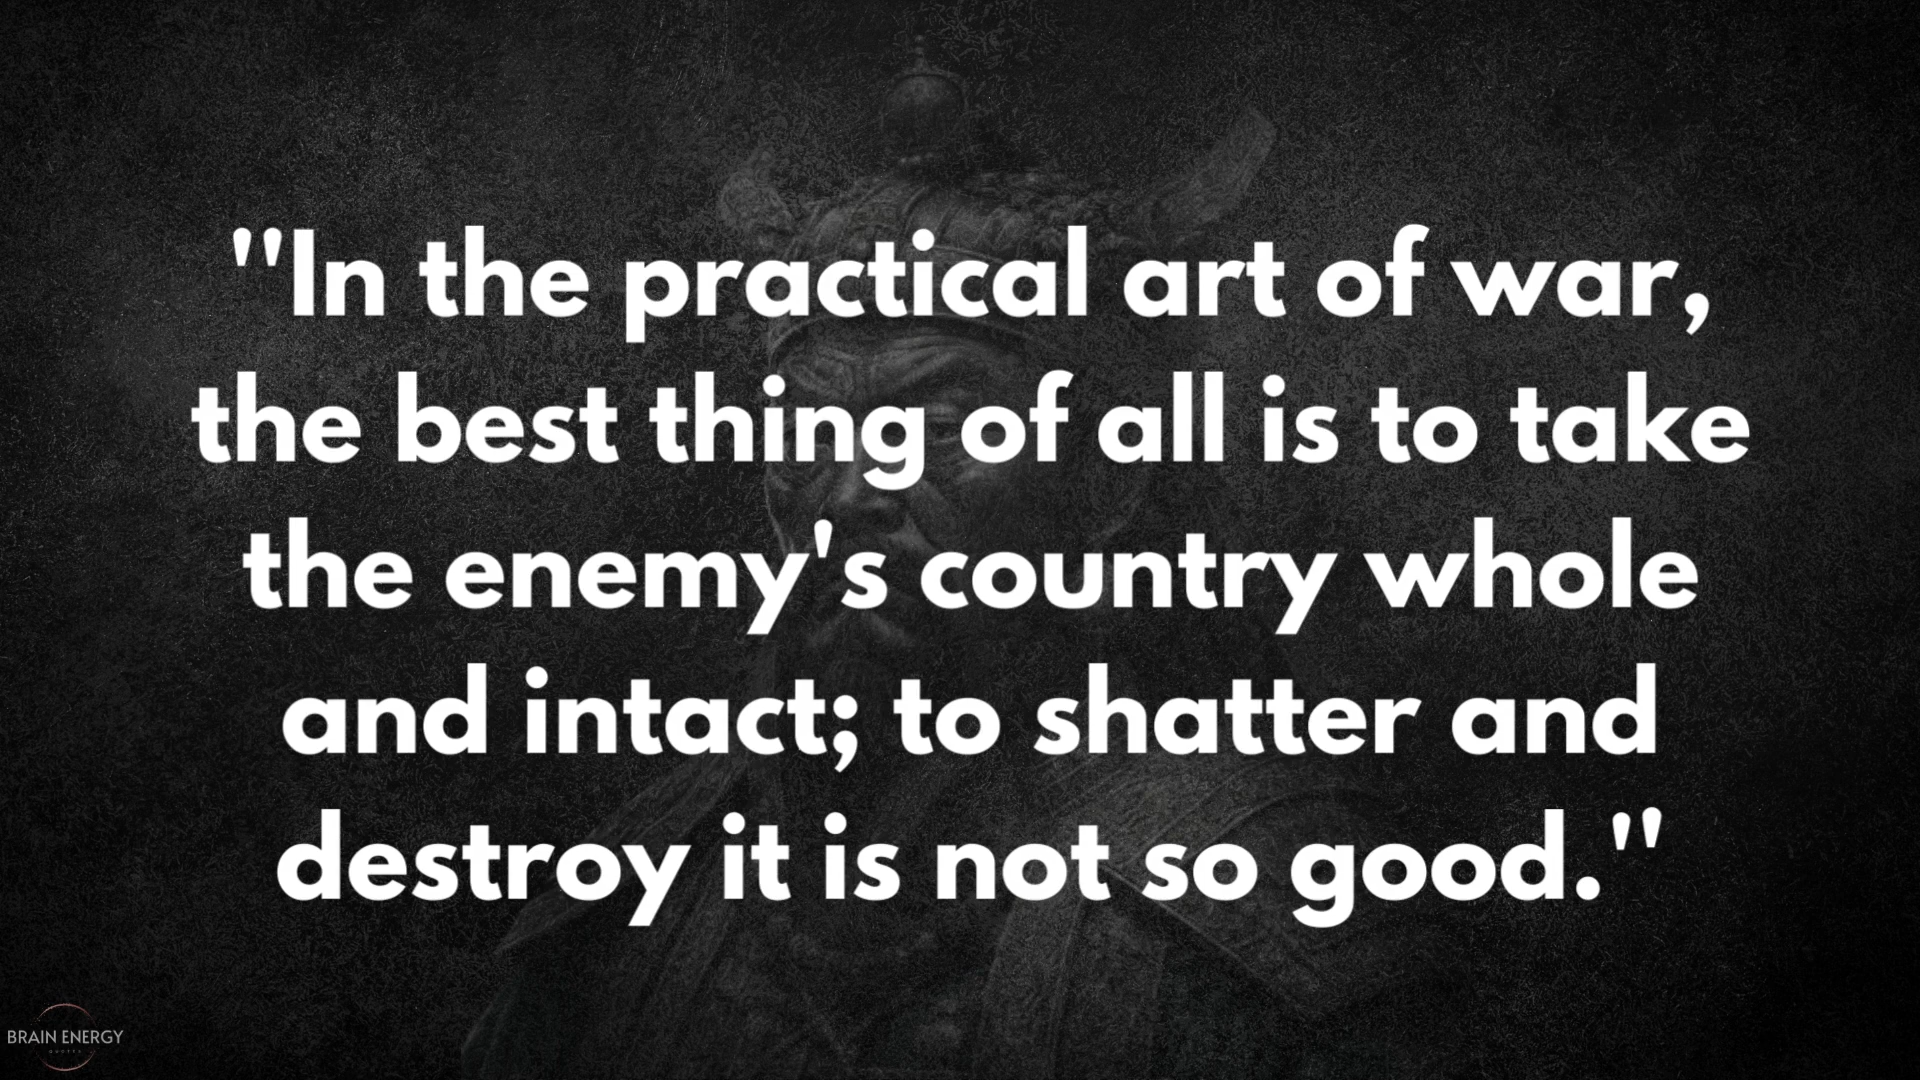 "In the practical art of war,
the best thing of all is to take
the enemy's country whole
and intact; to shatter and
destroy it is not so good."
BRAIN ENERGY
QUOTES